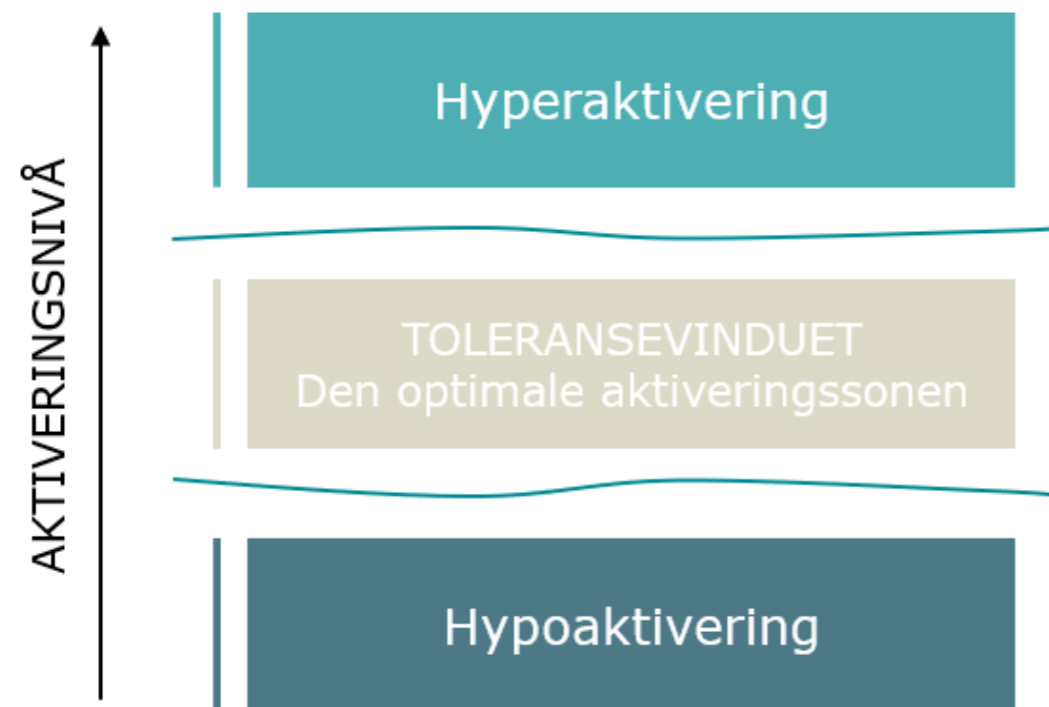 AKTIVERINGSNIVÅ
Hyperaktivering
TOLERANSEVINDUET
Den optimale aktiveringssonen
Hypoaktivering